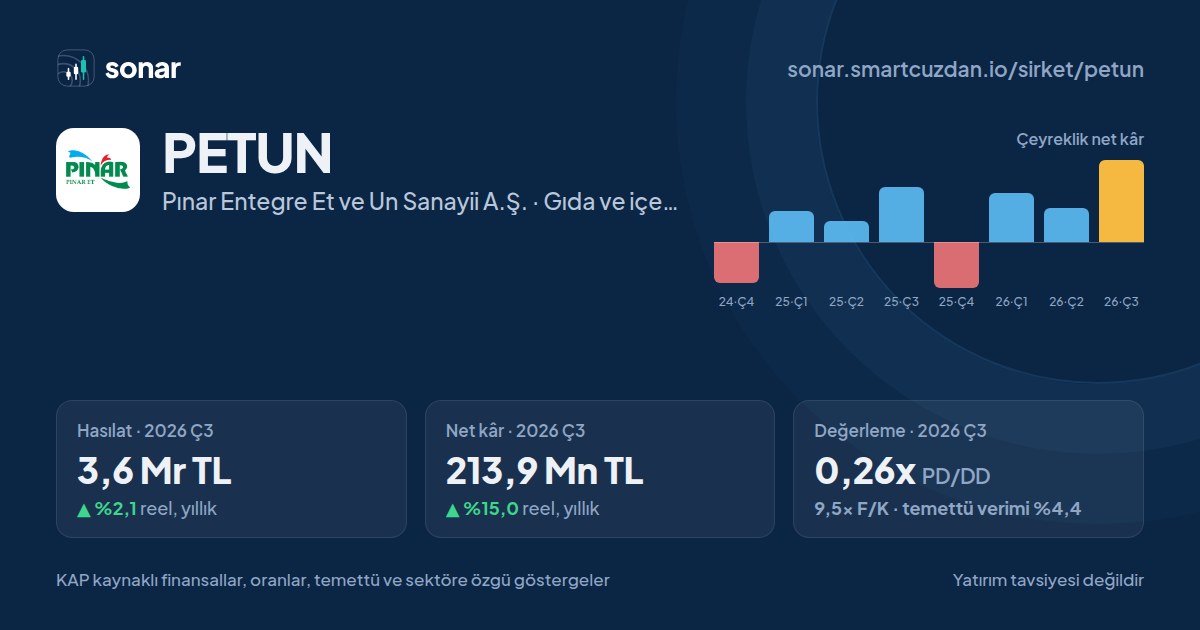 sonar
sonar.smartcuzdan.io/sirket/petun
PINAR
PINAR ET
PETUN
Pınar Entegre Et ve Un Sanayii A.Ş. · Gıda ve içe…
Çeyreklik net kâr
24·Ç4 25·Ç1 25·Ç2 25·Ç3 25·Ç4 26·Ç1 26·Ç2 26·Ç3
Hasılat · 2026 Ç3
3,6 Mr TL
▲ %2,1 reel, yıllık
Net kâr · 2026 Ç3
213,9 Mn TL
▲ %15,0 reel, yıllık
Değerleme · 2026 Ç3
0,26x PD/DD
9,5× F/K · temettü verimi %4,4
KAP kaynaklı finansallar, oranlar, temettü ve sektöre özgü göstergeler
Yatırım tavsiyesi değildir